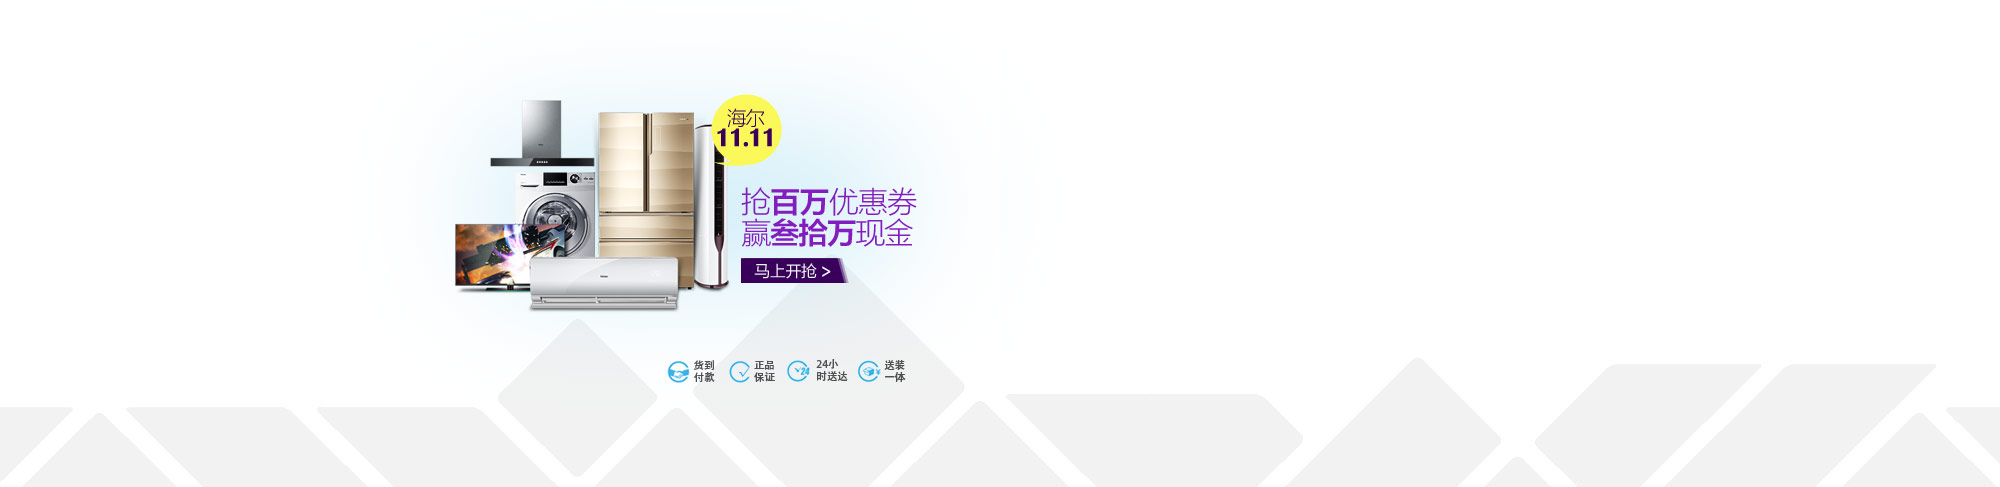 海尔
11.11
抢百万优惠券
赢叁拾万现金
马上开抢 >
货到
付款
正品
保证
24
24小
时送达
送装
一体